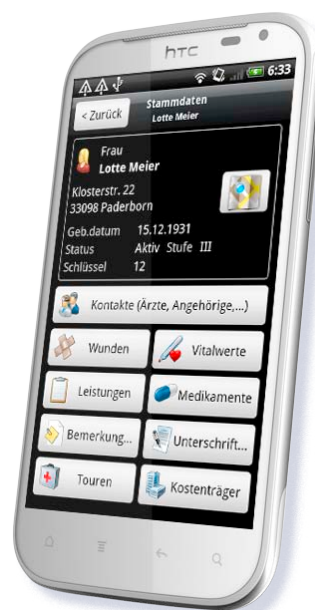 hTC
6:33
< Zurück
Stammdaten
Lotte Meier
Frau
Lotte Meier
Klosterstr. 22
33098 Paderborn
Geb.datum 15.12.1931
Status Aktiv Stufe III
Schlüssel 12
Kontakte (Ärzte, Angehörige,...)
Wunden
Vitalwerte
Leistungen
Medikamente
Bemerkung...
Unterschrift...
Touren
Kostenträger